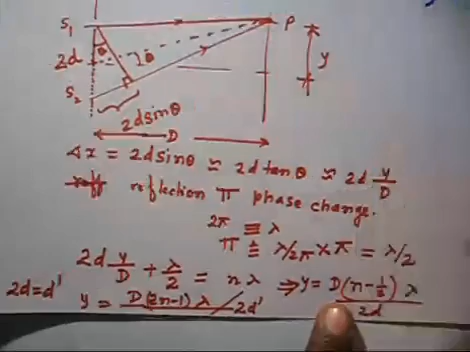 S₁ P
θ θ
2d y
S₂
2d sinθ
D
Δx = 2d sinθ ≈ 2d tanθ ≈ 2d y/D
reflection π phase change.
2π ≡ λ
π ≡ λ/2π × π = λ/2
2d y/D + λ/2 = nλ ⇒ y = D(n-½) λ / 2d
2d = d' y = D(2n-1) λ / 2d'